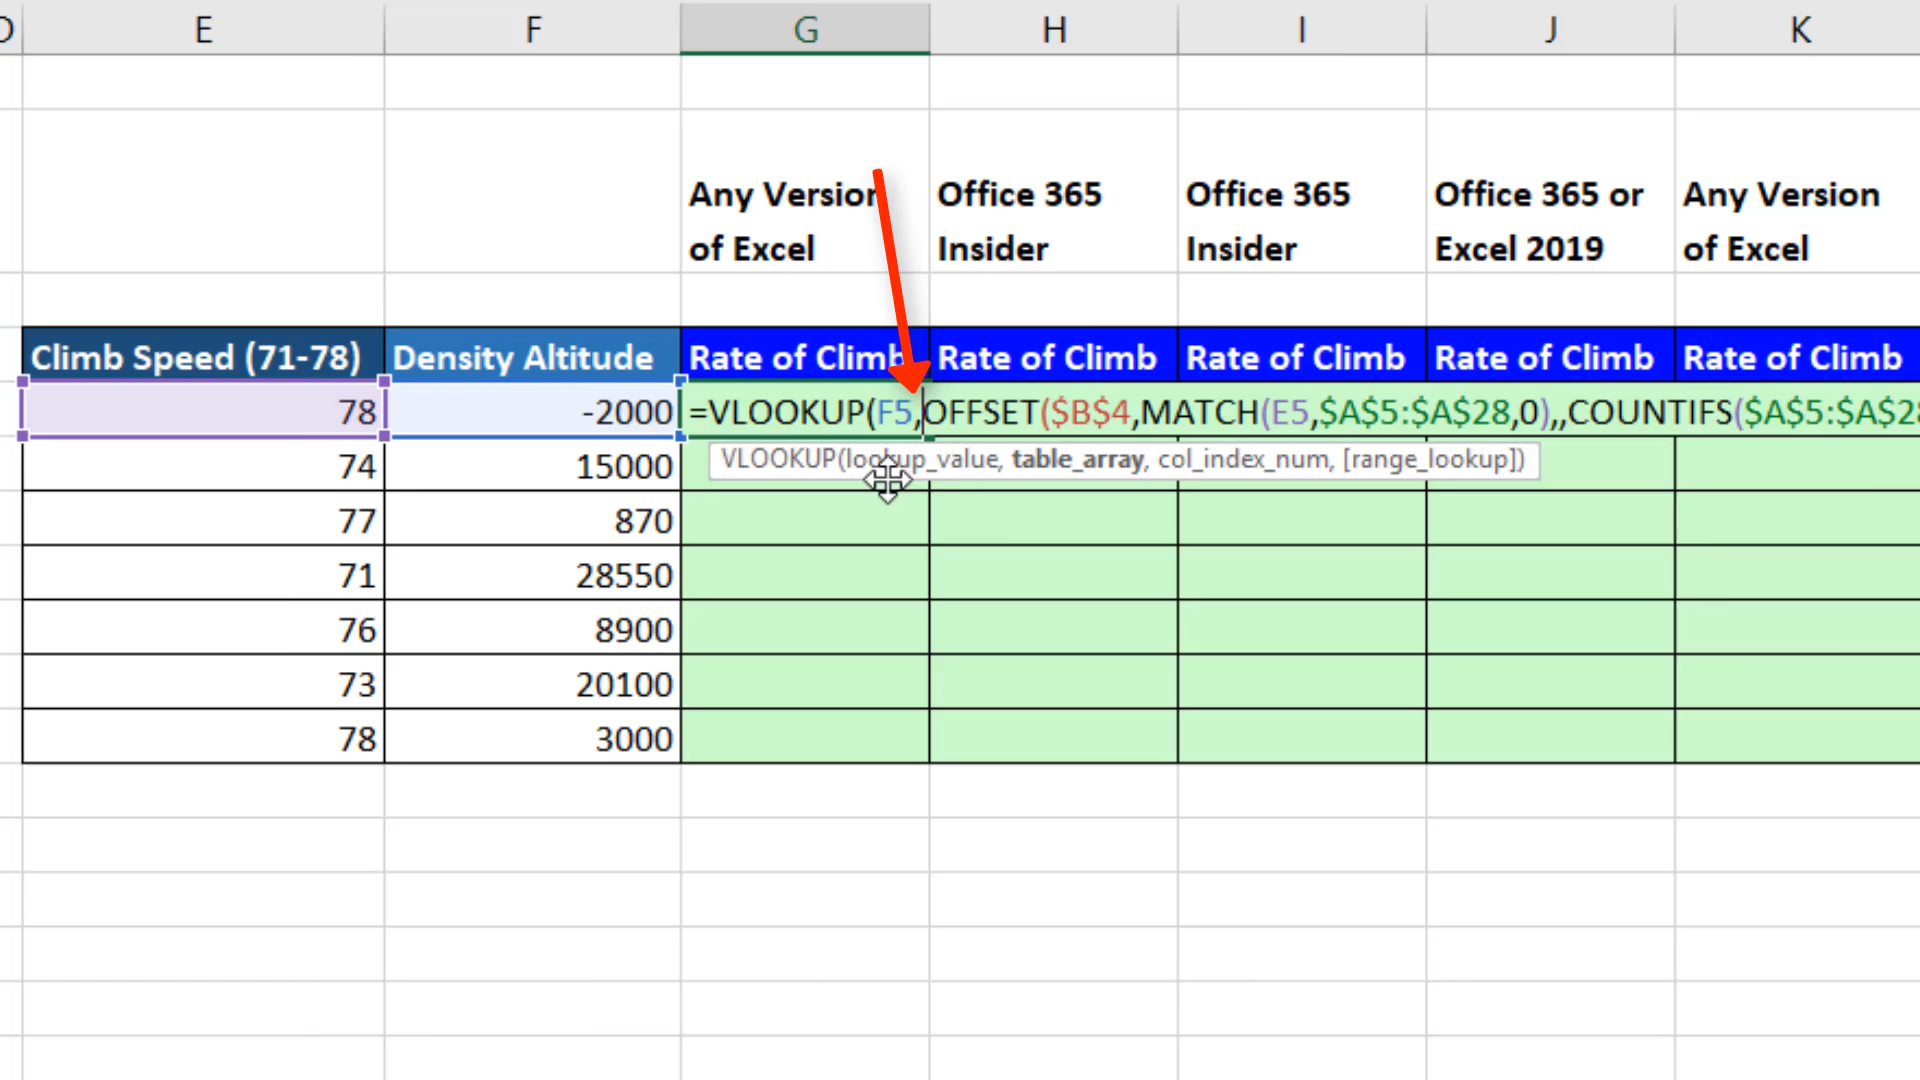 E F G H I J K
Any Version of Excel
Office 365 Insider
Office 365 Insider
Office 365 or Excel 2019
Any Version of Excel
Climb Speed (71-78) Density Altitude Rate of Climb Rate of Climb Rate of Climb Rate of Climb Rate of Climb
78 -2000 =VLOOKUP(F5,OFFSET($B$4,MATCH(E5,$A$5:$A$28,0),,COUNTIFS($A$5:$A$28
VLOOKUP(lookup_value, table_array, col_index_num, [range_lookup])
74 15000
77 870
71 28550
76 8900
73 20100
78 3000